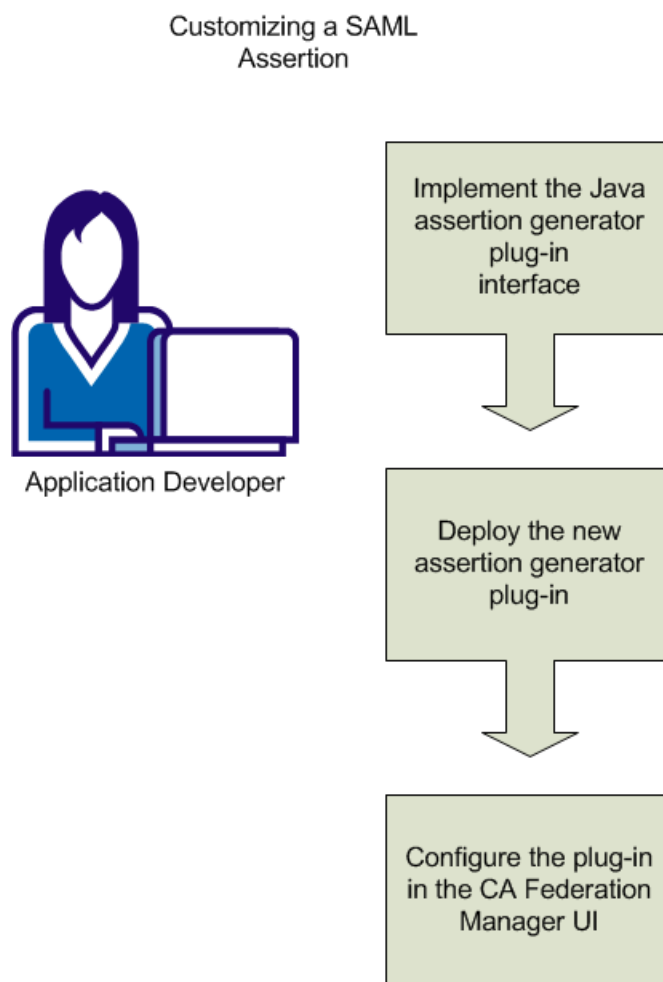 Customizing a SAML
Assertion
Implement the Java
assertion generator
plug-in
interface
Application Developer
Deploy the new
assertion generator
plug-in
Configure the plug-in
in the CA Federation
Manager UI